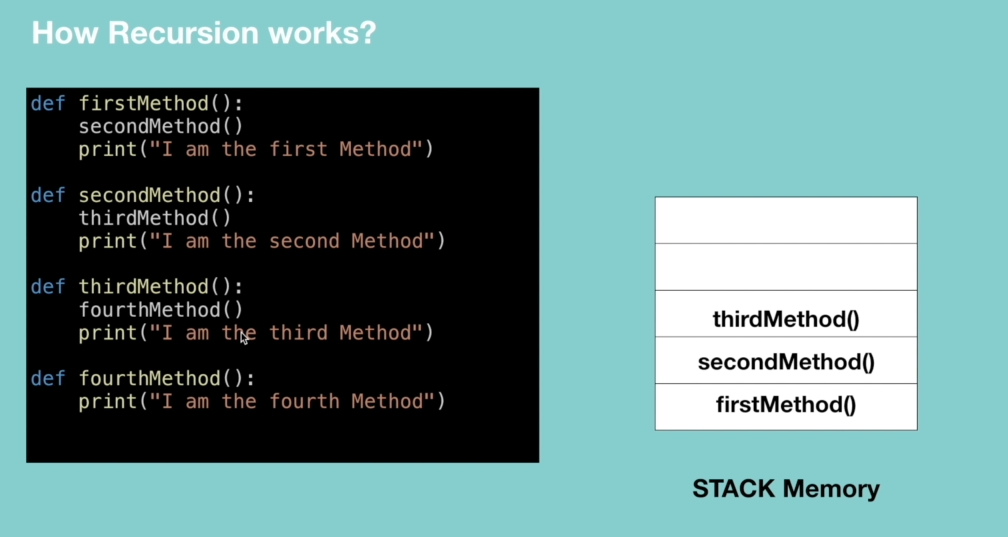 How Recursion works?
def firstMethod():
    secondMethod()
    print("I am the first Method")
def secondMethod():
    thirdMethod()
    print("I am the second Method")
def thirdMethod():
    fourthMethod()
    print("I am the third Method")
def fourthMethod():
    print("I am the fourth Method")
thirdMethod()
secondMethod()
firstMethod()
STACK Memory